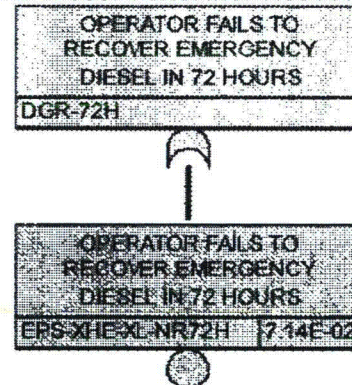 OPERATOR FAILS TO
RECOVER EMERGENCY
DIESEL IN 72 HOURS
DGR-72H
OPERATOR FAILS TO
RECOVER EMERGENCY
DIESEL IN 72 HOURS
EPS-XHE-XL-NR72H 7.14E-02